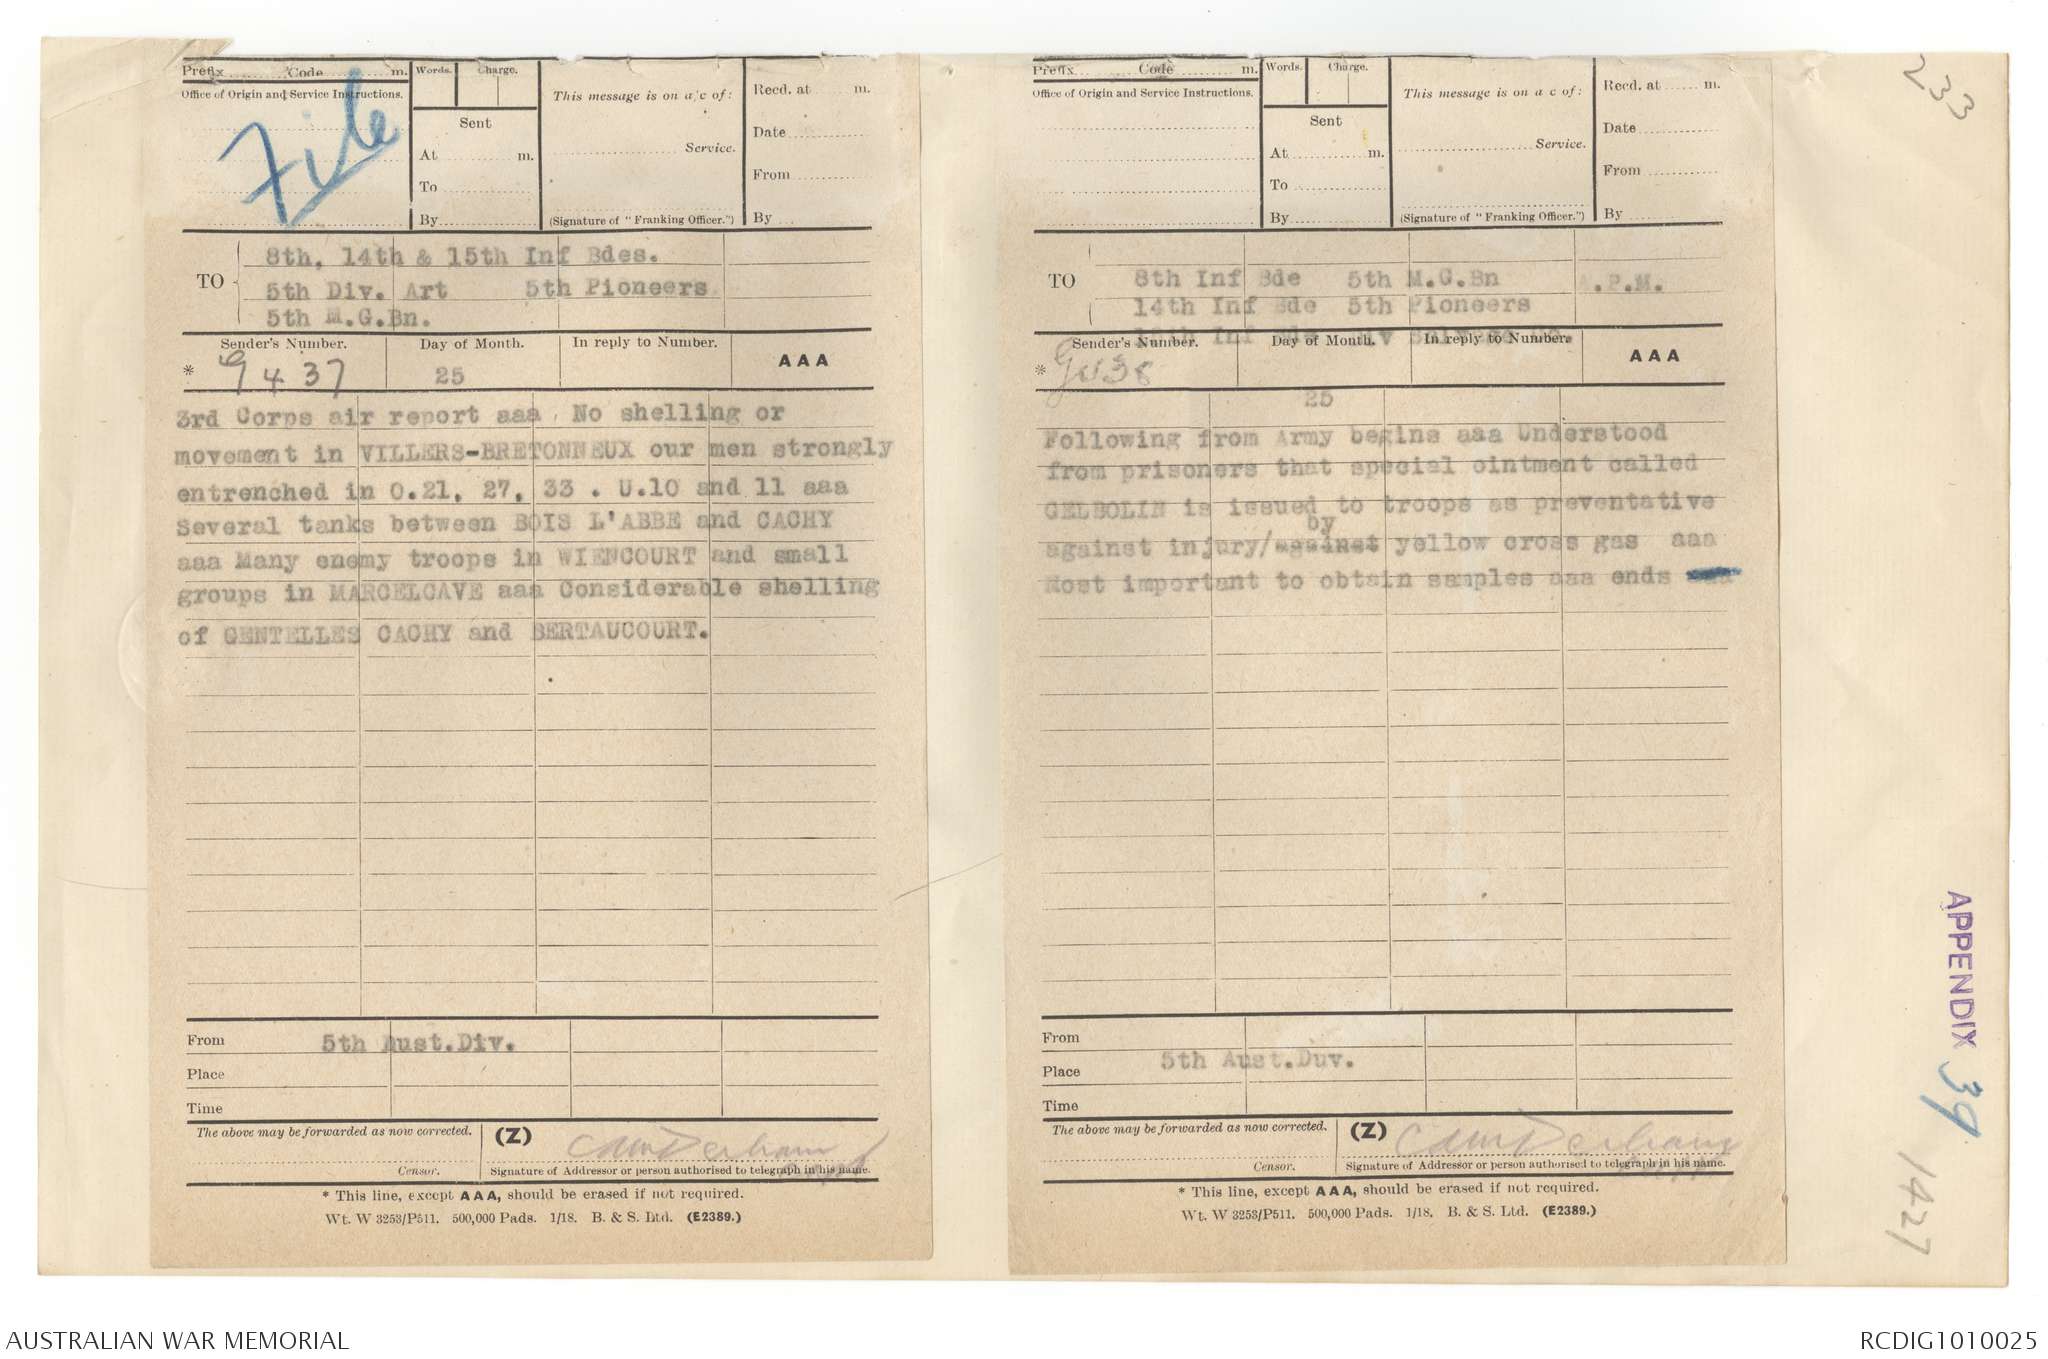 Prefix Code m.
Words. Charge.
Office of Origin and Service Instructions.
File
Sent
At m.
To
By
This message is on a/c of:
Service.
(Signature of "Franking Officer.")
Recd. at m.
Date
From
By
TO
8th, 14th & 15th Inf Bdes.
5th Div. Art 5th Pioneers
5th M.G.Bn.
Sender's Number. Day of Month. In reply to Number. AAA
* G 437 25
3rd Corps air report aaa No shelling or
movement in VILLERS-BRETONNEUX our men strongly
entrenched in O.21, 27, 33 . U.10 and 11 aaa
Several tanks between BOIS L'ABBE and CACHY
aaa Many enemy troops in WIENCOURT and small
groups in MARCELCAVE aaa Considerable shelling
of GENTELLES CACHY and BERTAUCOURT.
From 5th Aust.Div.
Place
Time
The above may be forwarded as now corrected. (Z)
Censor. Signature of Addressor or person authorised to telegraph in his name.
* This line, except AAA, should be erased if not required.
Wt. W 3253/P511. 500,000 Pads. 1/18. B. & S. Ltd. (E2389.)
Prefix Code m.
Words. Charge.
Office of Origin and Service Instructions.
Sent
At m.
To
By
This message is on a c of:
Service.
(Signature of "Franking Officer.")
Recd. at m.
Date
From
By
TO
8th Inf Bde 5th M.G.Bn A.P.M.
14th Inf Bde 5th Pioneers
15th Inf Bde Div Salvage Co.
Sender's Number. Day of Month. In reply to Number. AAA
* G438
25
Following from Army begins aaa Understood
from prisoners that special ointment called
GELBOLIN is issued to troops as preventative
by
against injury/against yellow cross gas aaa
Most important to obtain samples aaa ends
From
5th Aust.Duv.
Place
Time
The above may be forwarded as now corrected. (Z)
Censor. Signature of Addressor or person authorised to telegraph in his name.
* This line, except AAA, should be erased if not required.
Wt. W 3253/P511. 500,000 Pads. 1/18. B. & S. Ltd. (E2389.)
233
APPENDIX 39
1427
AUSTRALIAN WAR MEMORIAL
RCDIG1010025